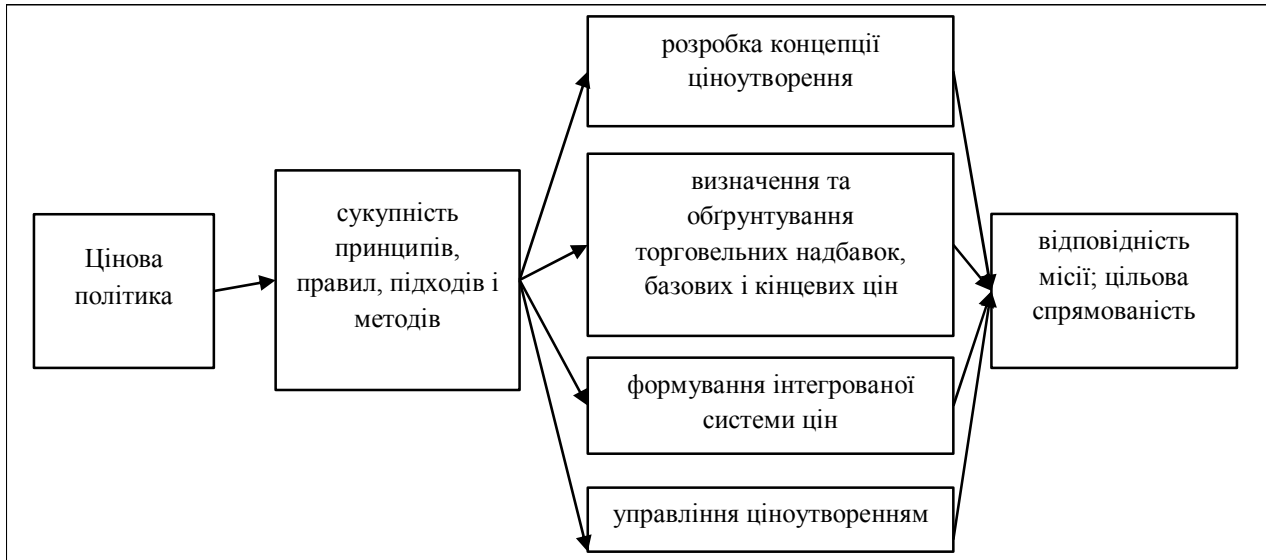 Цінова
політика
сукупність
принципів,
правил, підходів і
методів
розробка концепції
ціноутворення
визначення та
обґрунтування
торговельних надбавок,
базових і кінцевих цін
формування інтегрованої
системи цін
управління ціноутворенням
відповідність
місії; цільова
спрямованість